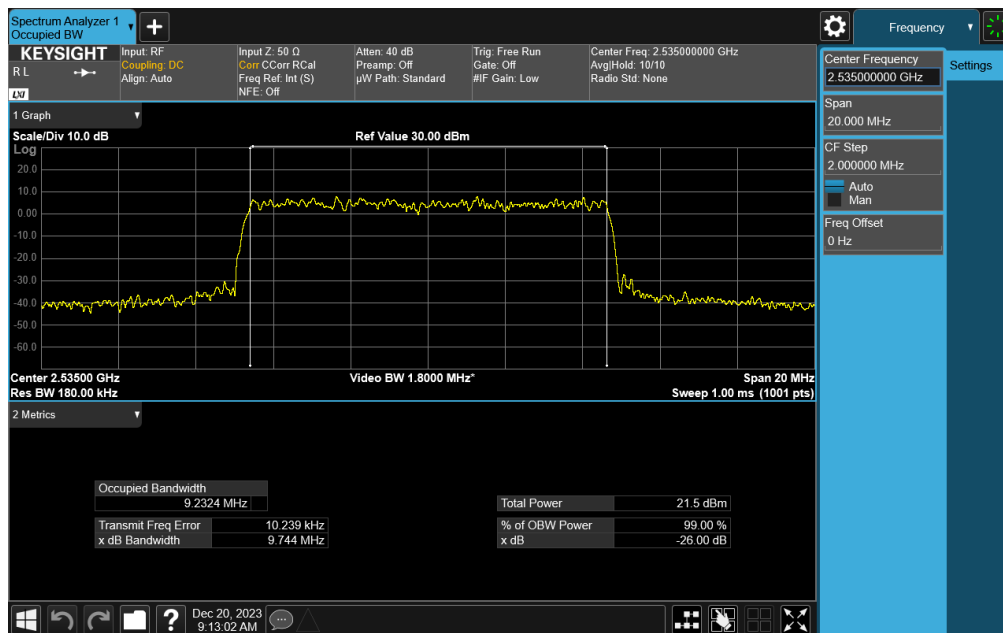 Spectrum Analyzer 1
Occupied BW
+
Frequency
KEYSIGHT
R L
LXI
Input: RF
Coupling: DC
Align: Auto
Input Z: 50 Ω
Corr CCorr RCal
Freq Ref: Int (S)
NFE: Off
Atten: 40 dB
Preamp: Off
µW Path: Standard
Trig: Free Run
Gate: Off
#IF Gain: Low
Center Freq: 2.535000000 GHz
Avg|Hold: 10/10
Radio Std: None
Center Frequency
2.535000000 GHz
Settings
Span
20.000 MHz
CF Step
2.000000 MHz
Auto
Man
Freq Offset
0 Hz
1 Graph
Scale/Div 10.0 dB
Ref Value 30.00 dBm
Log
20.0
10.0
0.00
-10.0
-20.0
-30.0
-40.0
-50.0
-60.0
Center 2.53500 GHz
Video BW 1.8000 MHz*
Span 20 MHz
Res BW 180.00 kHz
Sweep 1.00 ms (1001 pts)
2 Metrics
Occupied Bandwidth
9.2324 MHz
Total Power 21.5 dBm
Transmit Freq Error 10.239 kHz
% of OBW Power 99.00 %
x dB Bandwidth 9.744 MHz
x dB -26.00 dB
?
Dec 20, 2023
9:13:02 AM